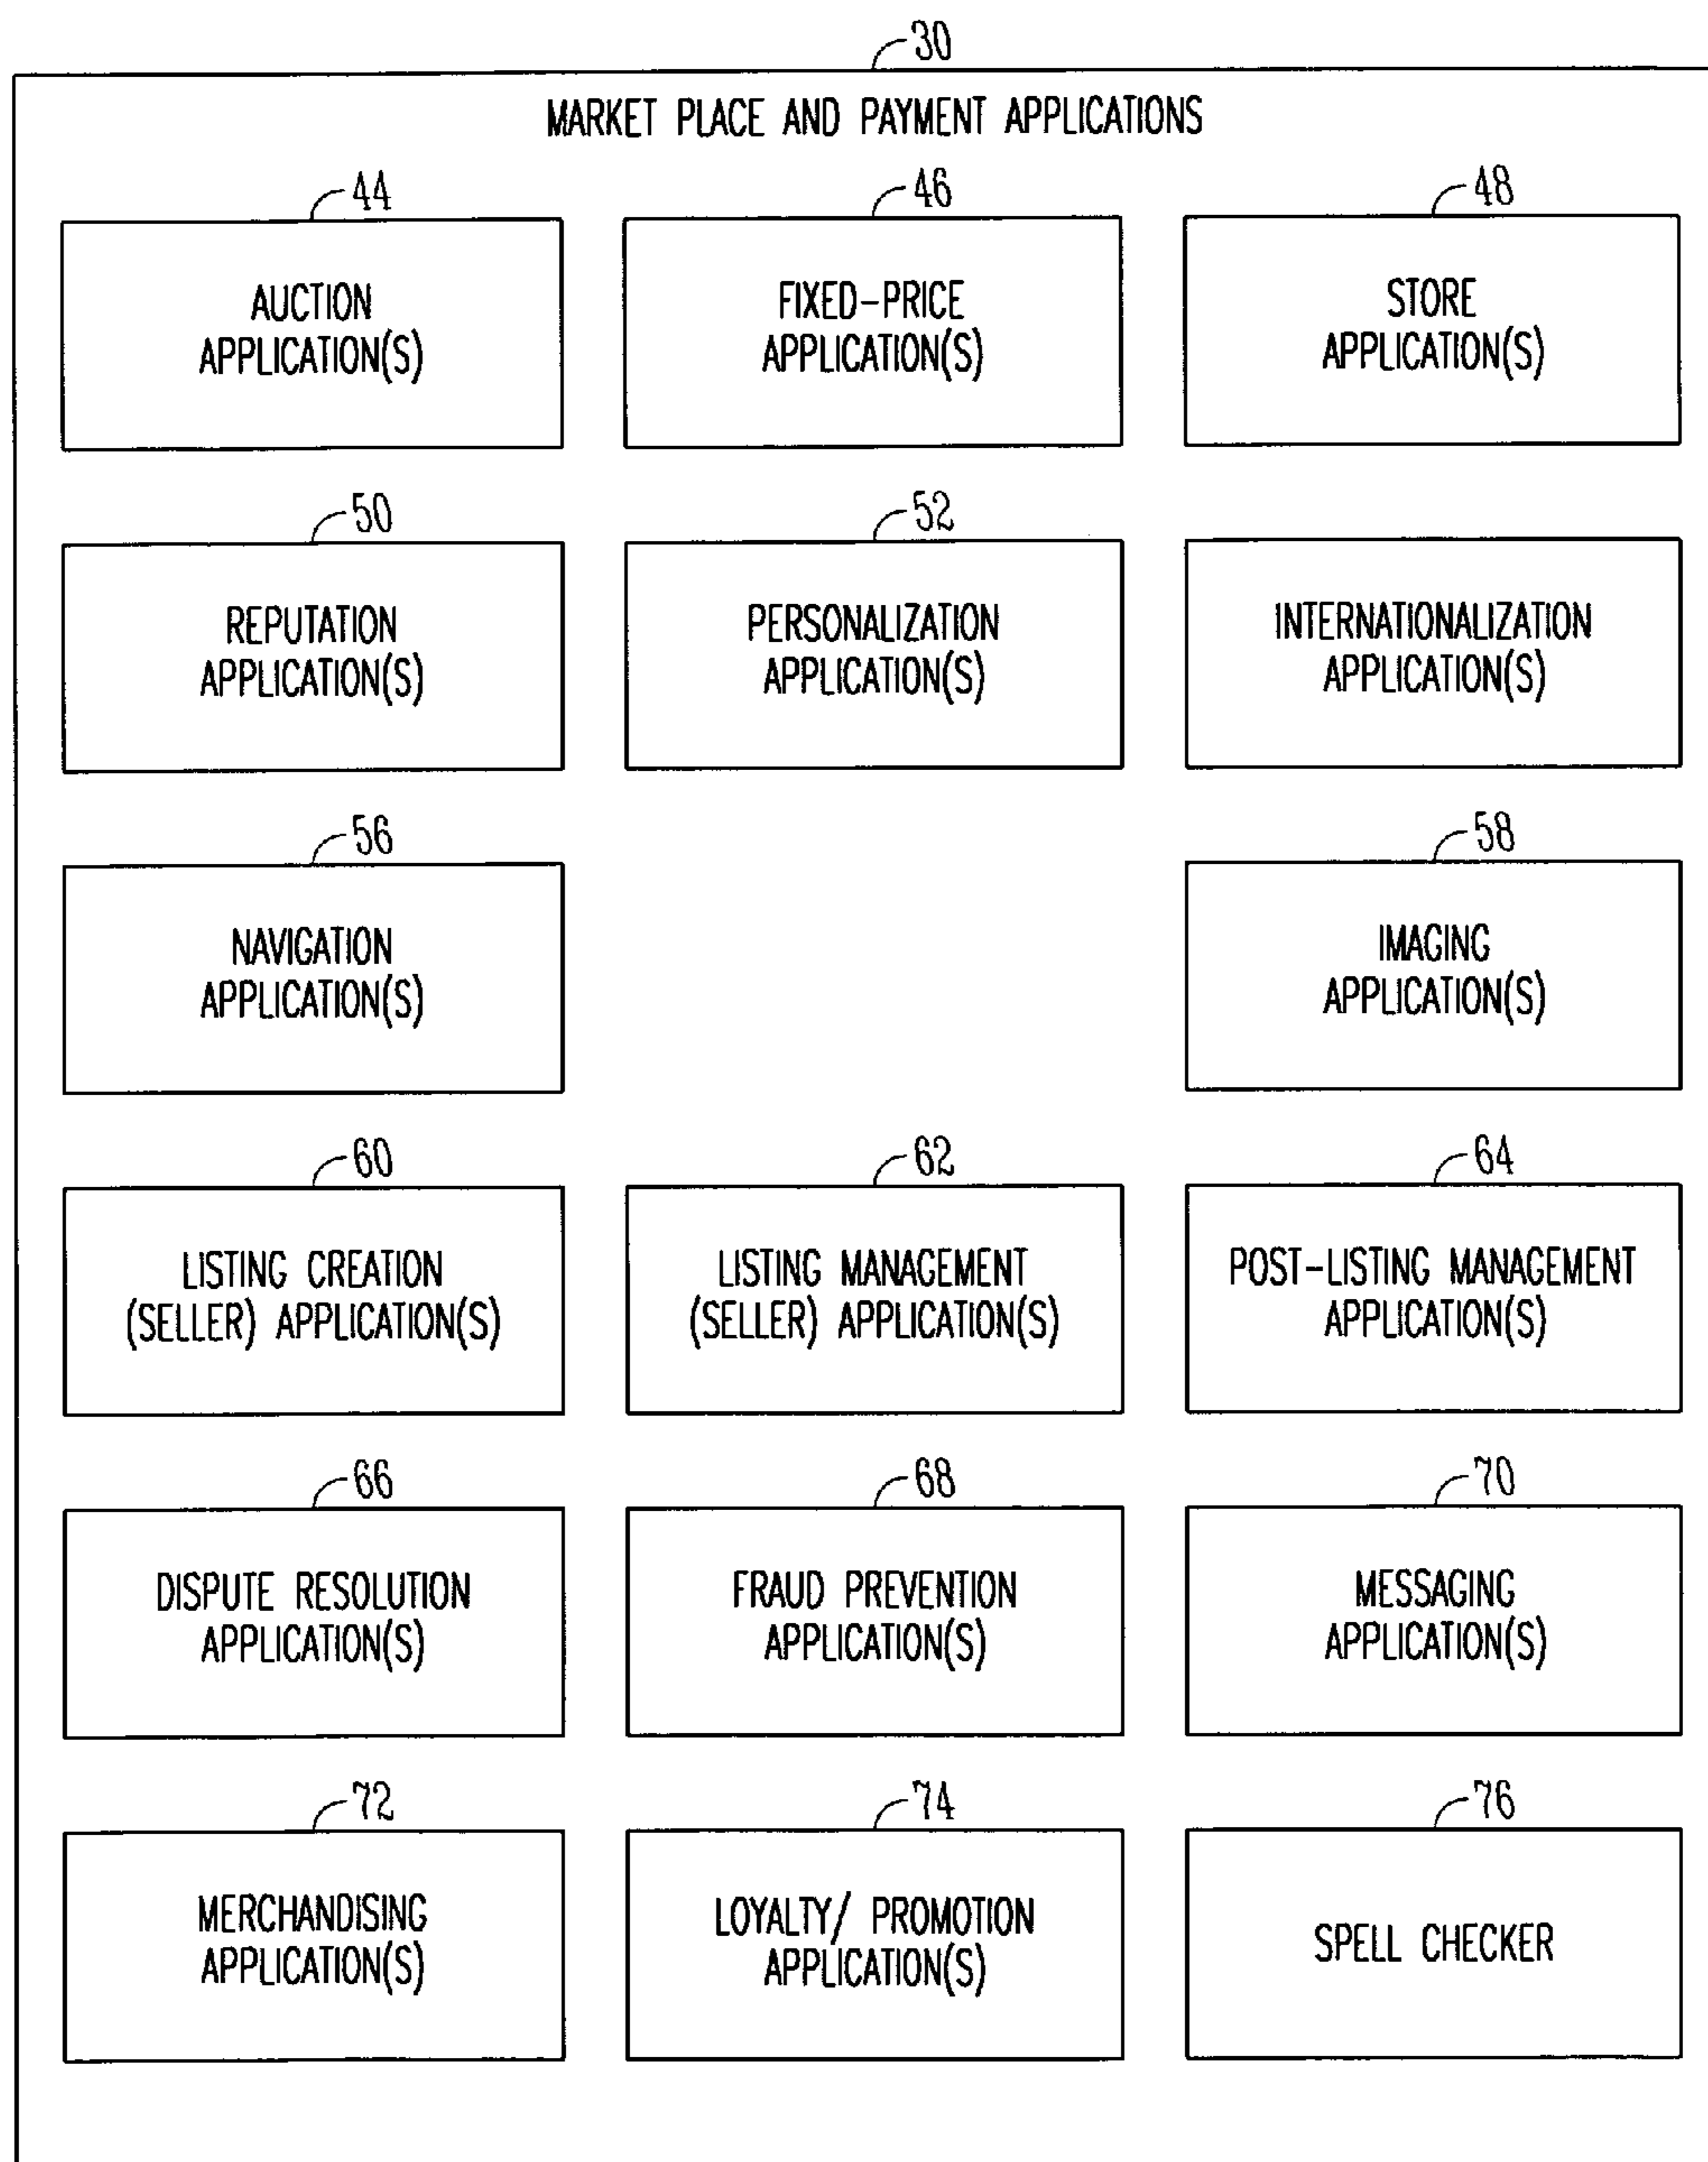 30
MARKET PLACE AND PAYMENT APPLICATIONS
44
AUCTION
APPLICATION(S)
46
FIXED-PRICE
APPLICATION(S)
48
STORE
APPLICATION(S)
50
REPUTATION
APPLICATION(S)
52
PERSONALIZATION
APPLICATION(S)
INTERNATIONALIZATION
APPLICATION(S)
56
NAVIGATION
APPLICATION(S)
58
IMAGING
APPLICATION(S)
60
LISTING CREATION
(SELLER) APPLICATION(S)
62
LISTING MANAGEMENT
(SELLER) APPLICATION(S)
64
POST-LISTING MANAGEMENT
APPLICATION(S)
66
DISPUTE RESOLUTION
APPLICATION(S)
68
FRAUD PREVENTION
APPLICATION(S)
70
MESSAGING
APPLICATION(S)
72
MERCHANDISING
APPLICATION(S)
74
LOYALTY/ PROMOTION
APPLICATION(S)
76
SPELL CHECKER